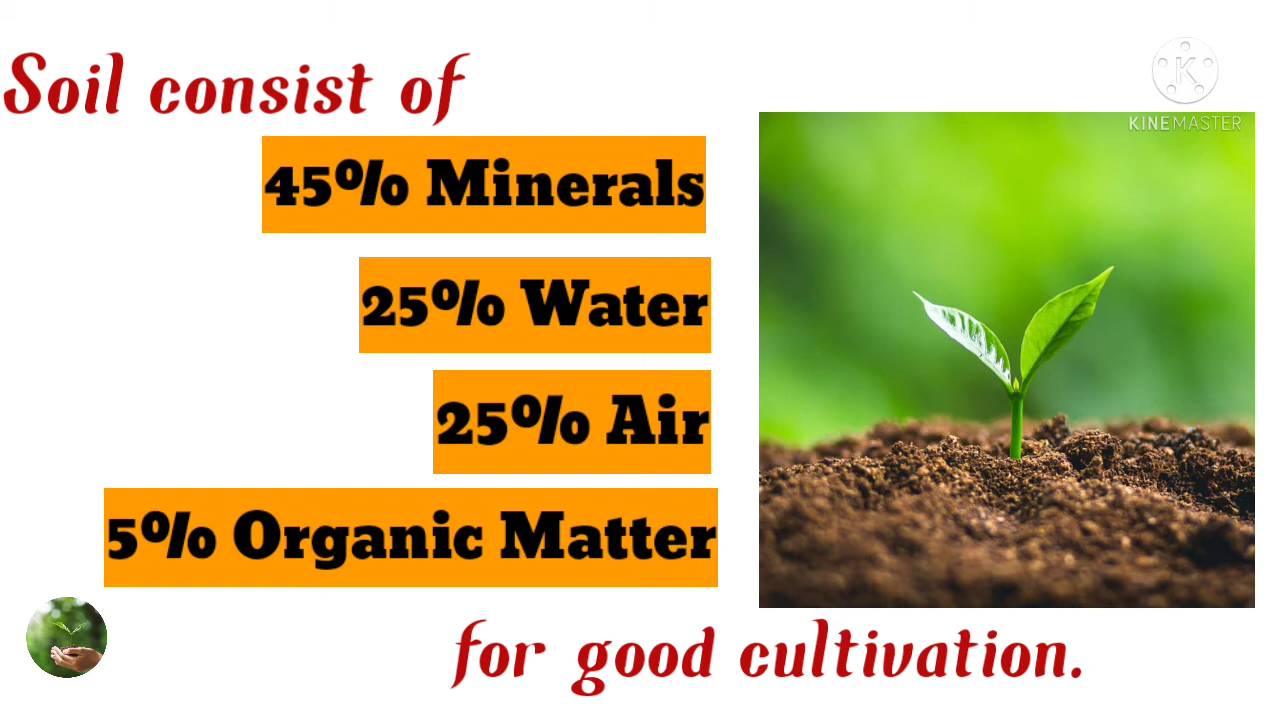 Soil consist of
K
KINEMASTER
45% Minerals
25% Water
25% Air
5% Organic Matter
for good cultivation.